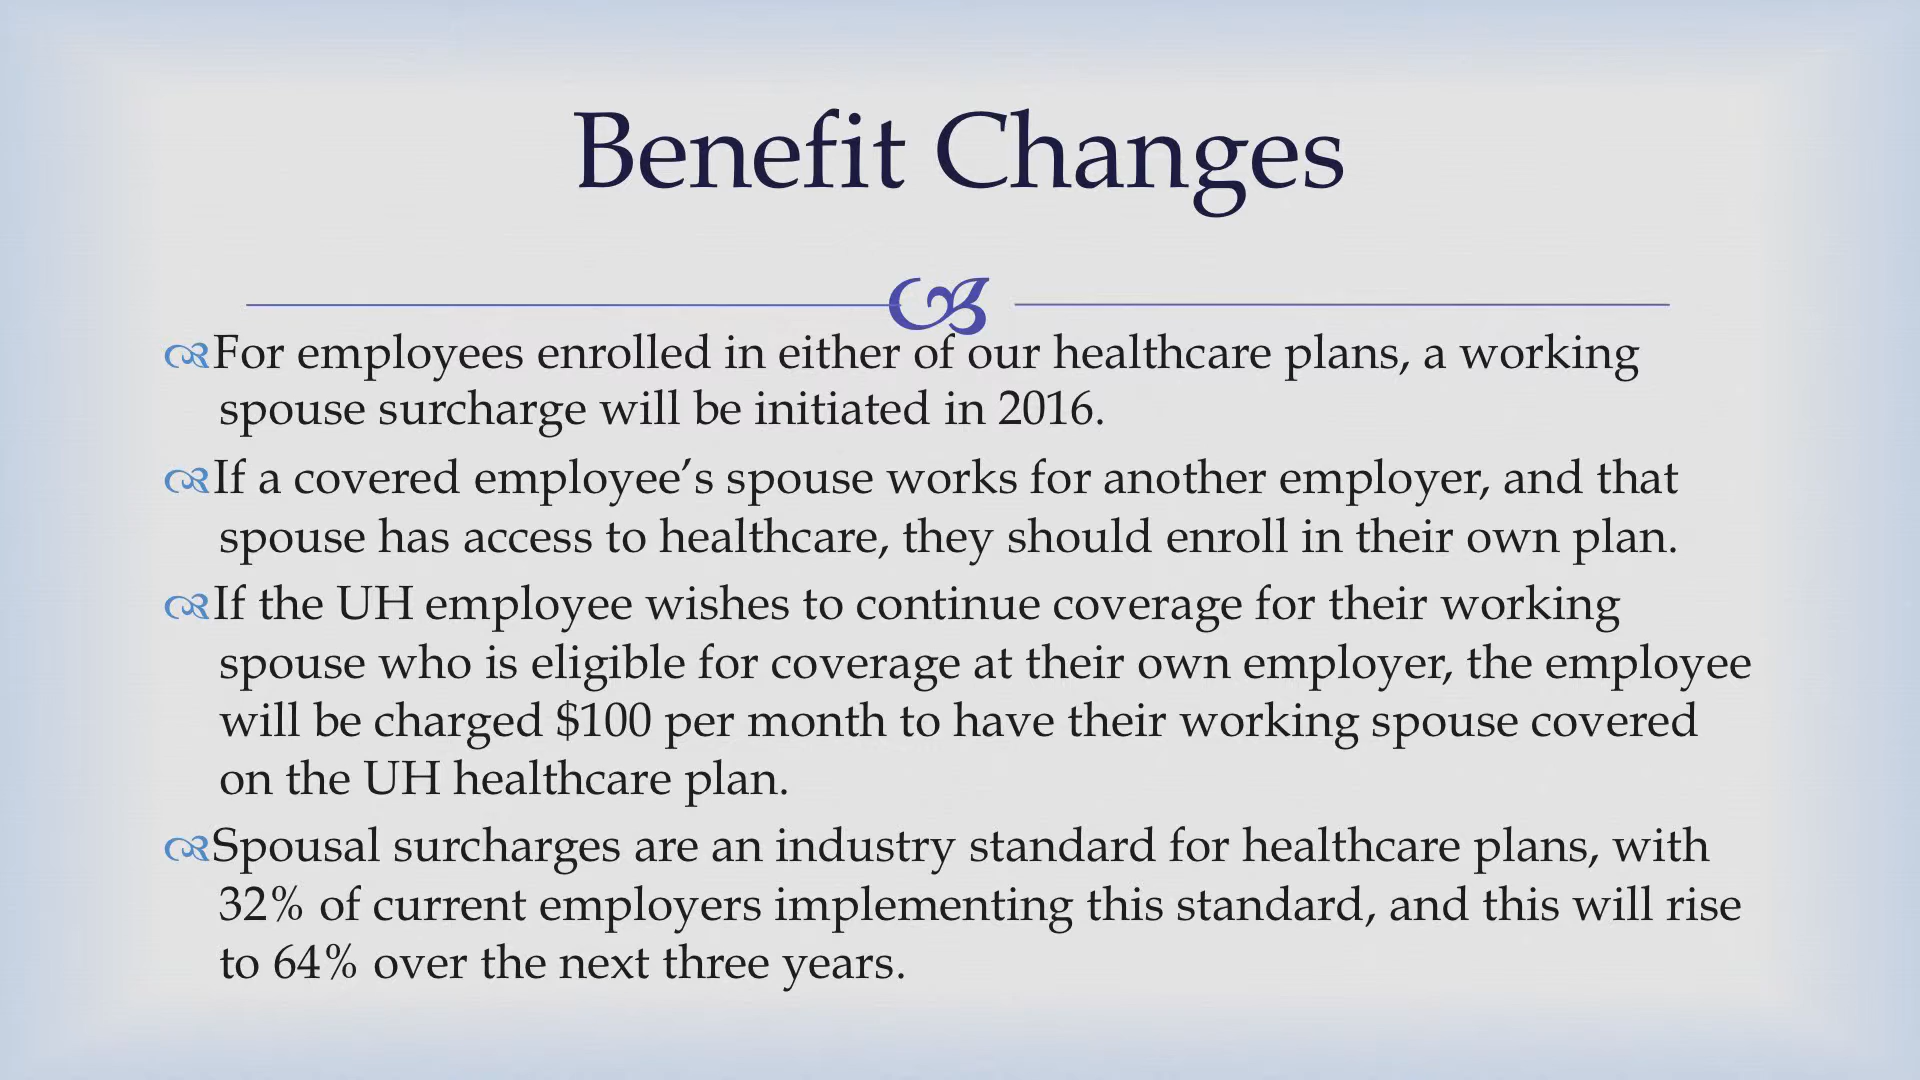 Benefit Changes
For employees enrolled in either of our healthcare plans, a working
spouse surcharge will be initiated in 2016.
If a covered employee’s spouse works for another employer, and that
spouse has access to healthcare, they should enroll in their own plan.
If the UH employee wishes to continue coverage for their working
spouse who is eligible for coverage at their own employer, the employee
will be charged $100 per month to have their working spouse covered
on the UH healthcare plan.
Spousal surcharges are an industry standard for healthcare plans, with
32% of current employers implementing this standard, and this will rise
to 64% over the next three years.